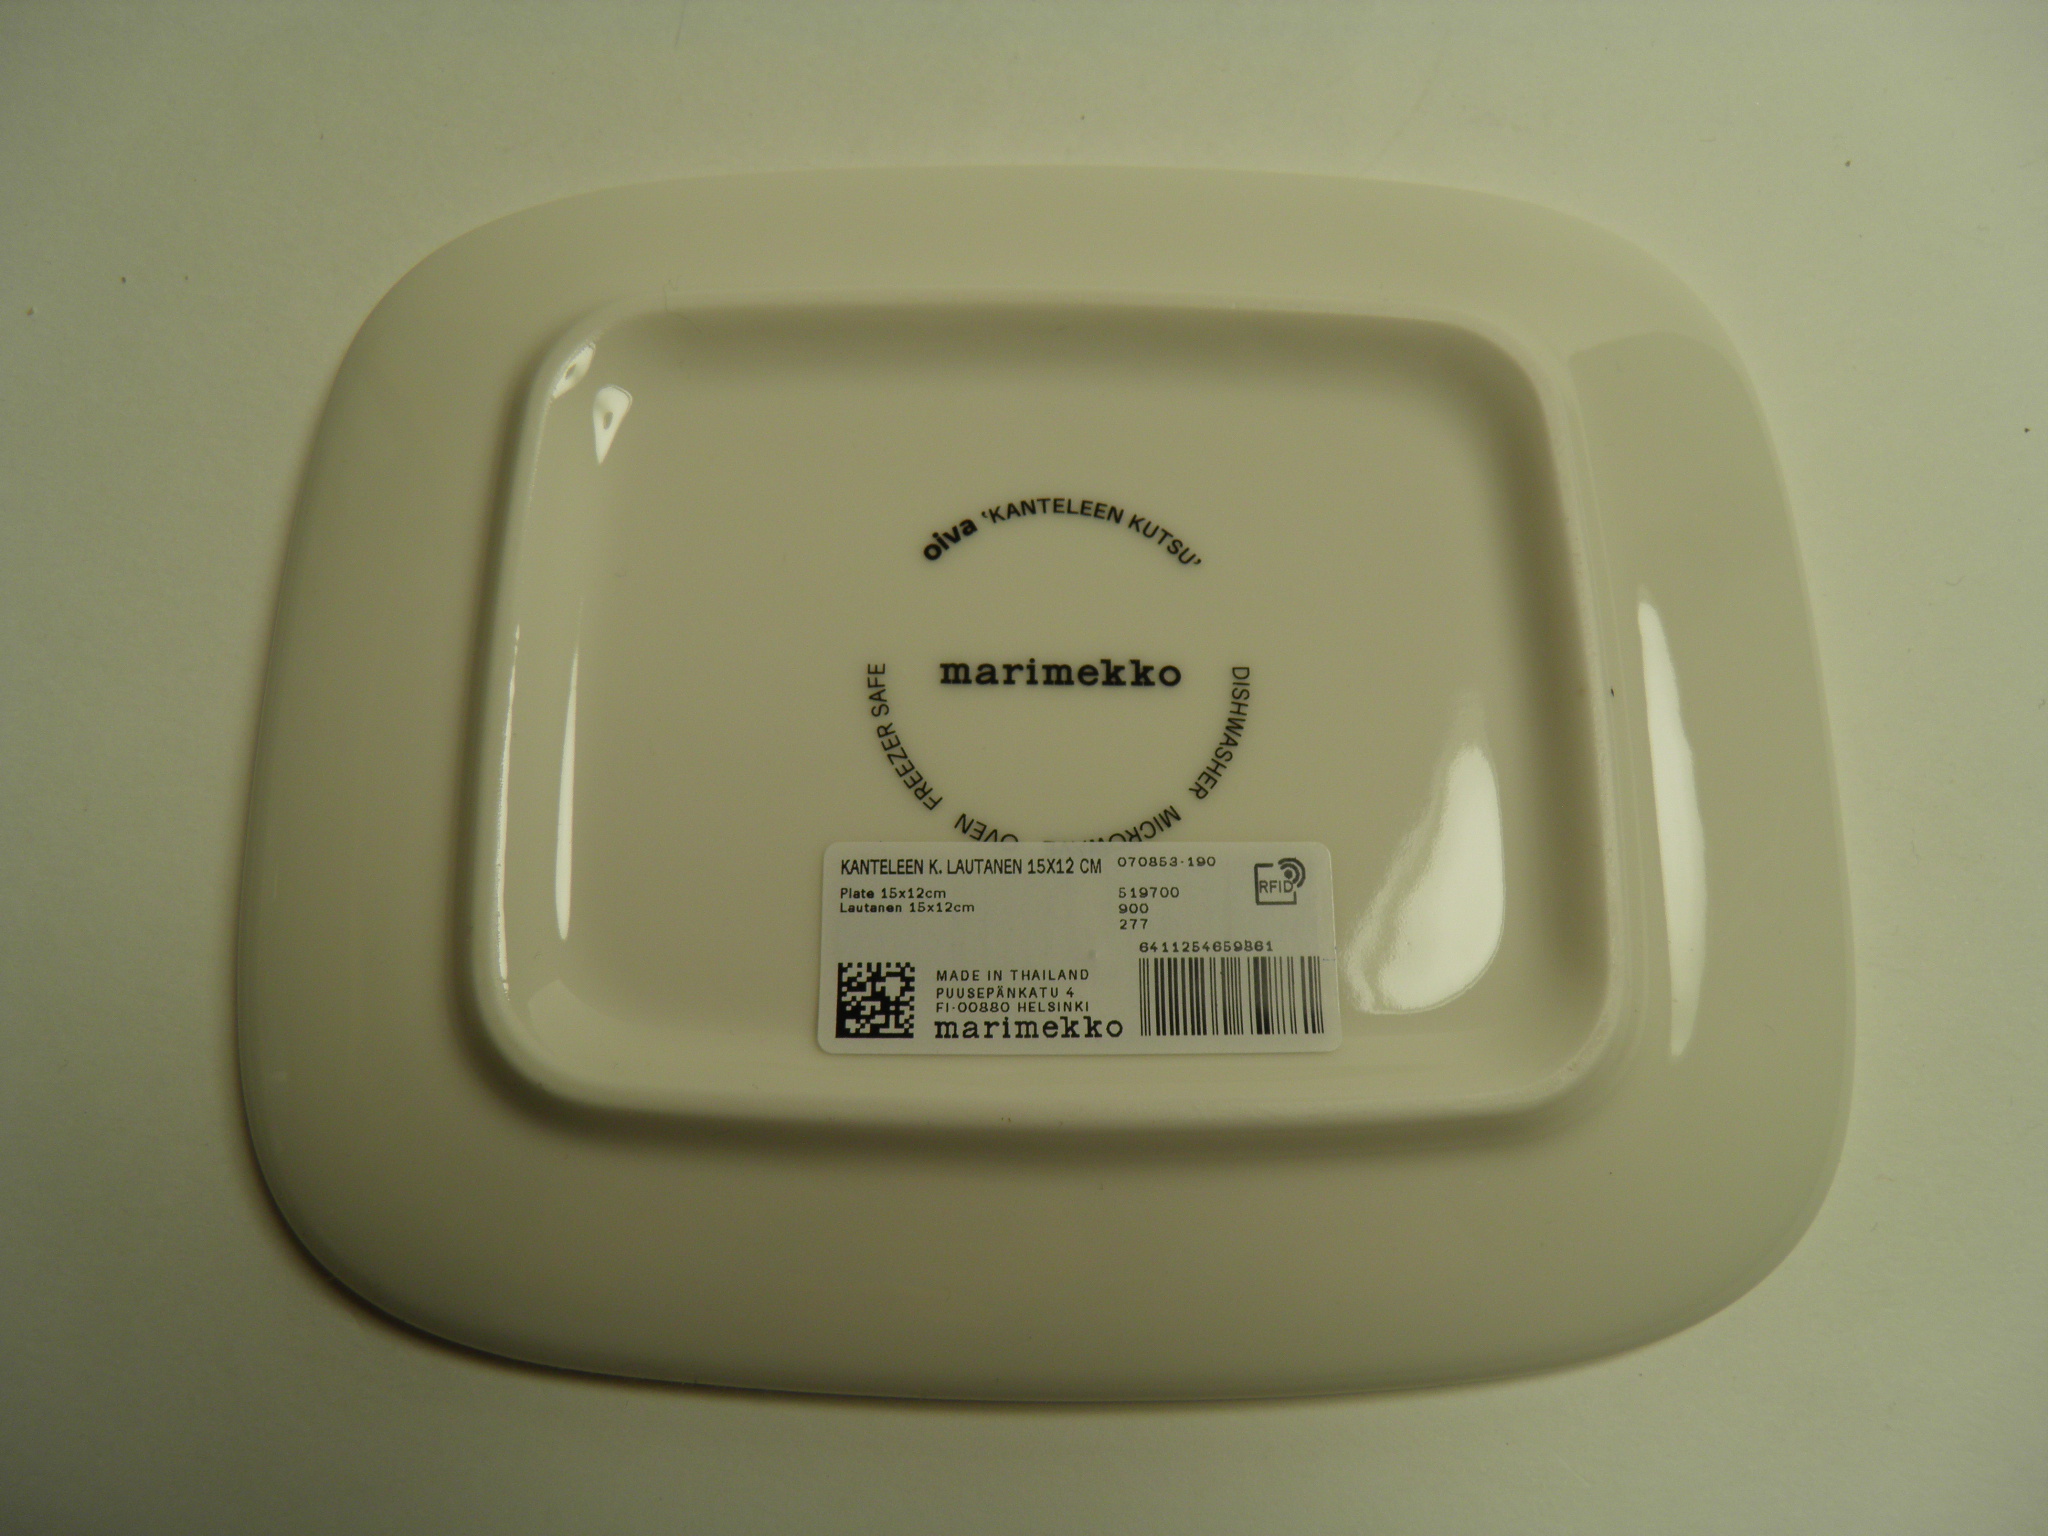 oiva ‘KANTELEEN KUTSU’
marimekko
DISHWASHER MICROWAVE OVEN FREEZER SAFE
KANTELEEN K. LAUTANEN 15X12 CM
070853-190
Plate 15x12cm
519700
Lautanen 15x12cm
900
277
RFID
6411254659861
MADE IN THAILAND
PUUSEPÄNKATU 4
FI-00880 HELSINKI
marimekko